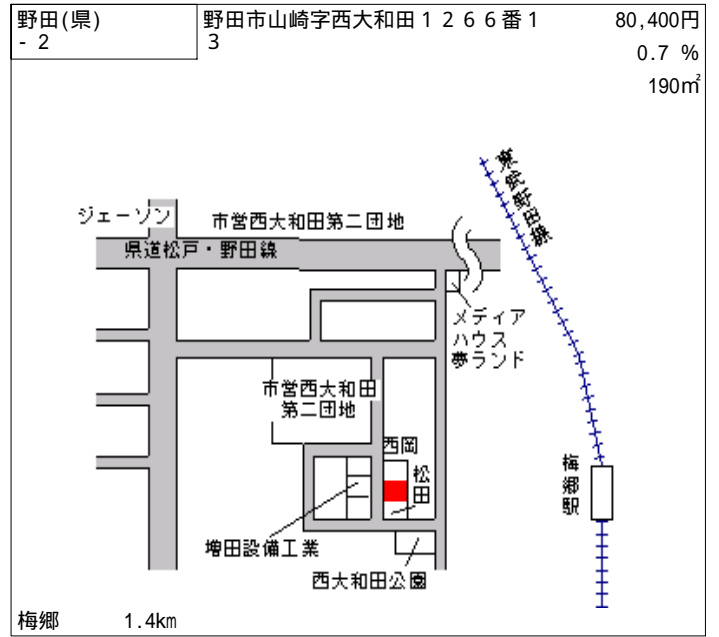 野田(県)
- 2
野田市山崎字西大和田１２６６番１
３
80,400円
0.7 %
190㎡
東武野田線
ジェーソン
市営西大和田第二団地
県道松戸・野田線
メディア
ハウス
夢ランド
市営西大和田
第二団地
西岡
松田
梅郷駅
増田設備工業
西大和田公園
梅郷 1.4km